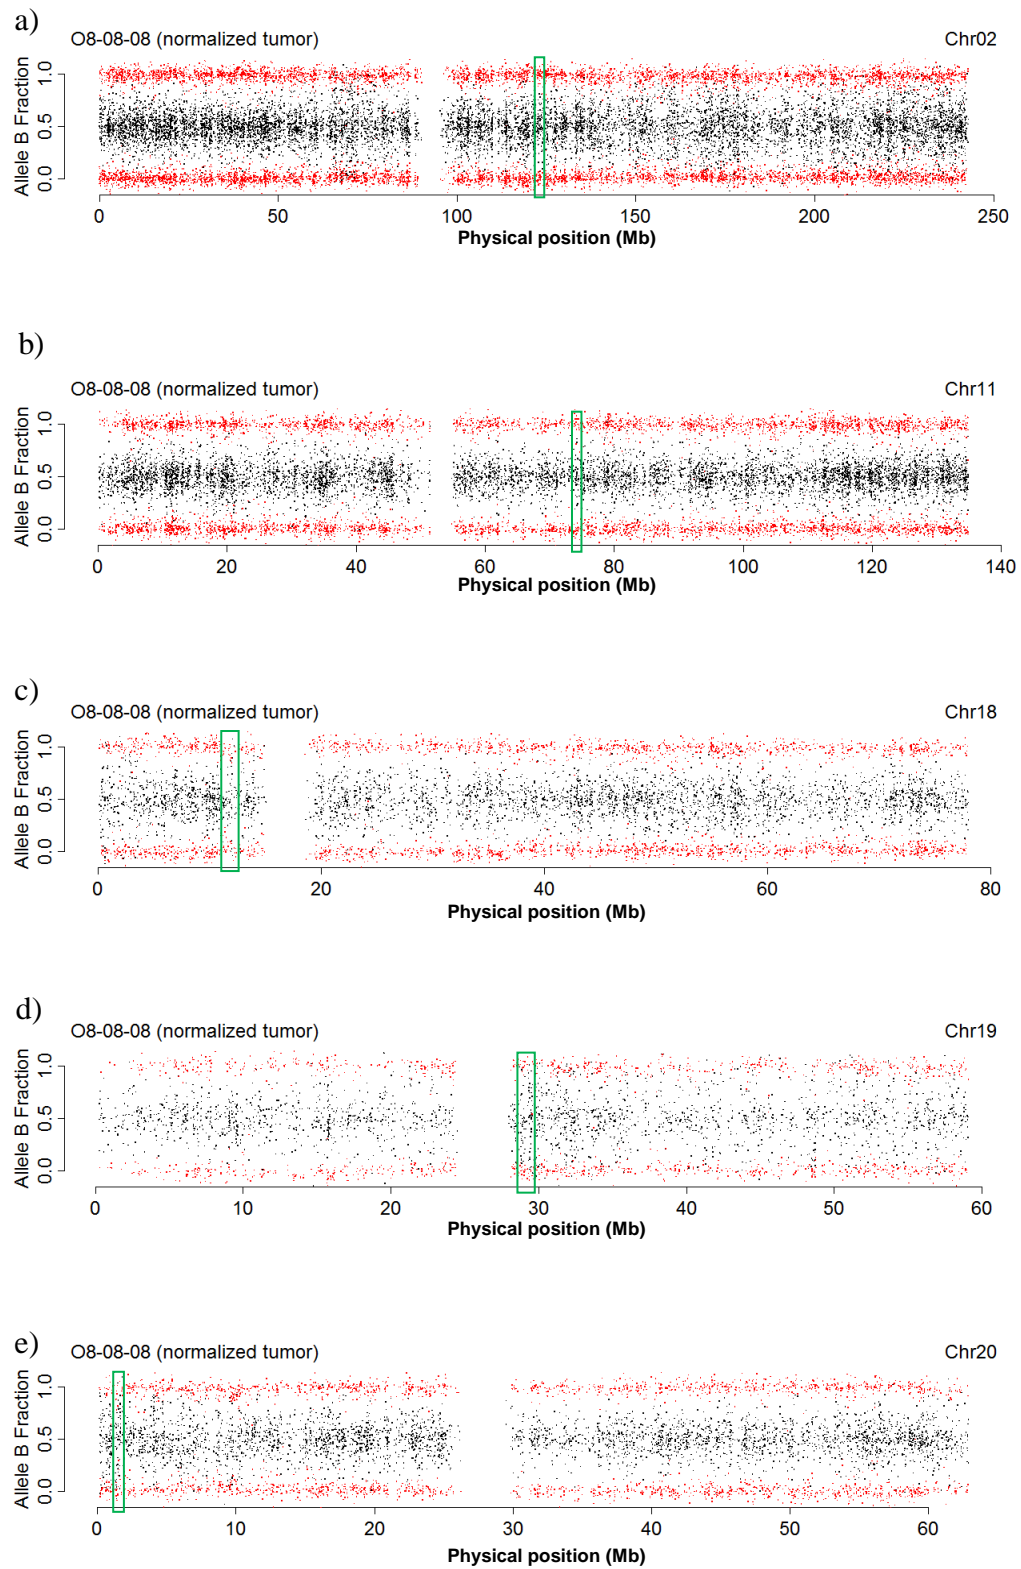 a)
O8-08-08 (normalized tumor) Chr02
Allele B Fraction
1.0
0.5
0.0
0 50 100 150 200 250
Physical position (Mb)
b)
O8-08-08 (normalized tumor) Chr11
Allele B Fraction
1.0
0.5
0.0
0 20 40 60 80 100 120 140
Physical position (Mb)
c)
O8-08-08 (normalized tumor) Chr18
Allele B Fraction
1.0
0.5
0.0
0 20 40 60 80
Physical position (Mb)
d)
O8-08-08 (normalized tumor) Chr19
Allele B Fraction
1.0
0.5
0.0
0 10 20 30 40 50 60
Physical position (Mb)
e)
O8-08-08 (normalized tumor) Chr20
Allele B Fraction
1.0
0.5
0.0
0 10 20 30 40 50 60
Physical position (Mb)